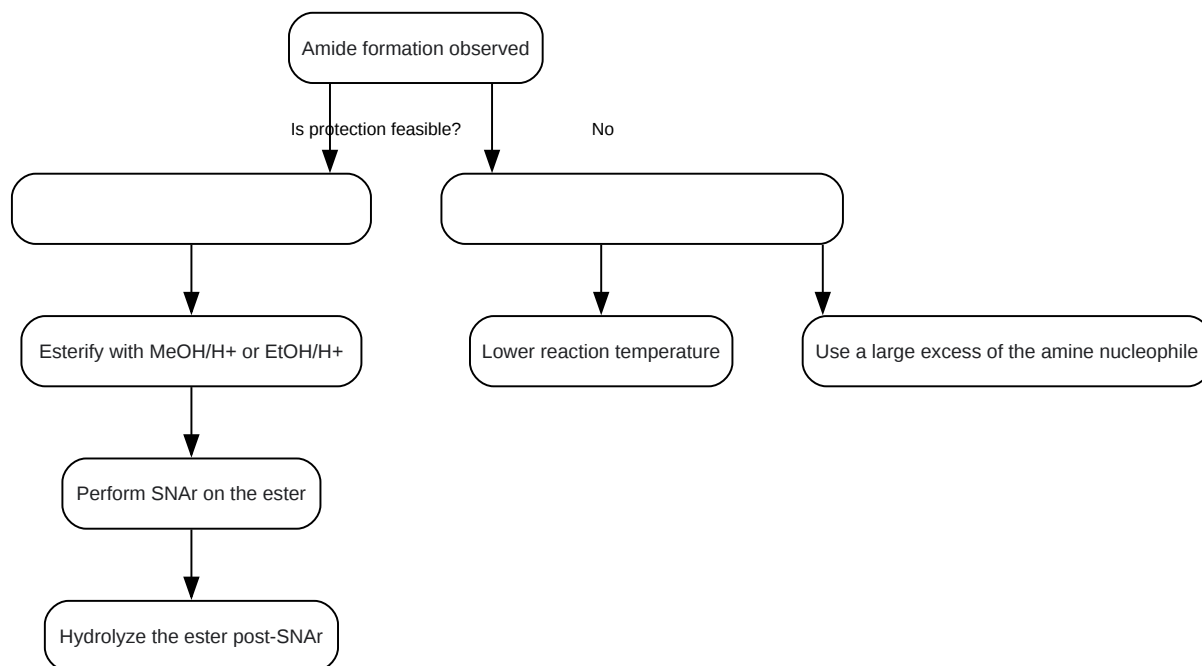 Amide formation observed
Is protection feasible?
No
Esterify with MeOH/H+ or EtOH/H+
Lower reaction temperature
Use a large excess of the amine nucleophile
Perform SNAr on the ester
Hydrolyze the ester post-SNAr